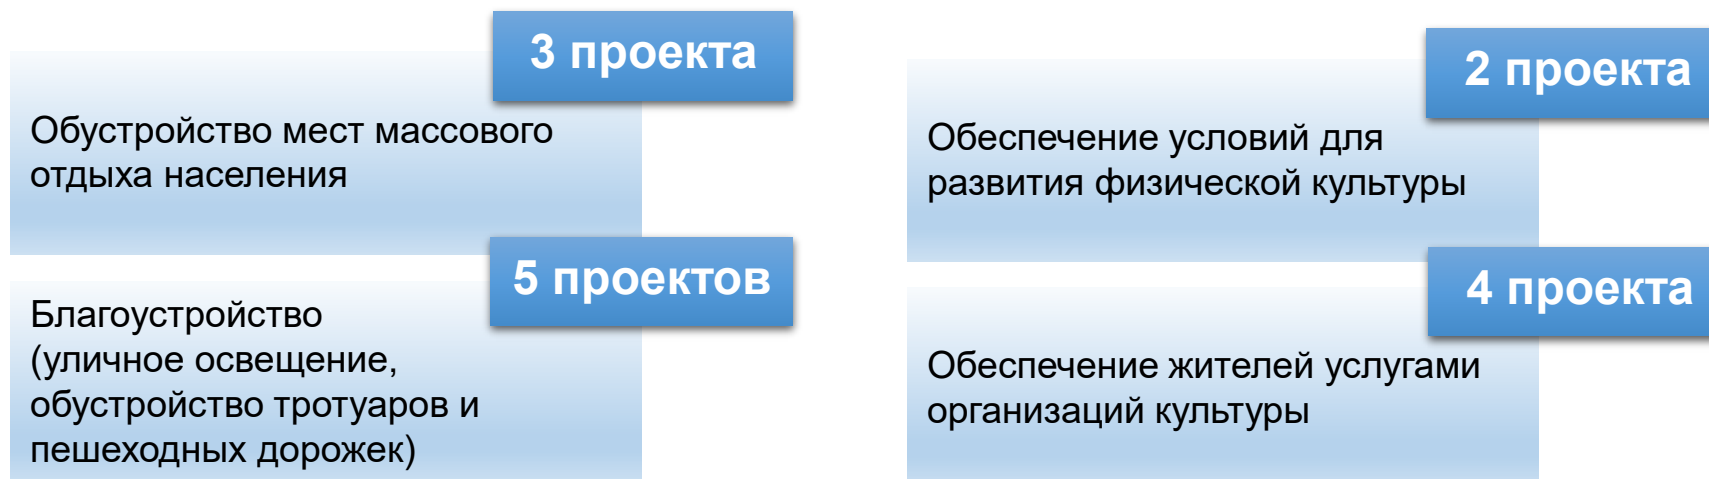 3 проекта
Обустройство мест массового
отдыха населения
5 проектов
Благоустройство
(уличное освещение,
обустройство тротуаров и
пешеходных дорожек)
2 проекта
Обеспечение условий для
развития физической культуры
4 проекта
Обеспечение жителей услугами
организаций культуры